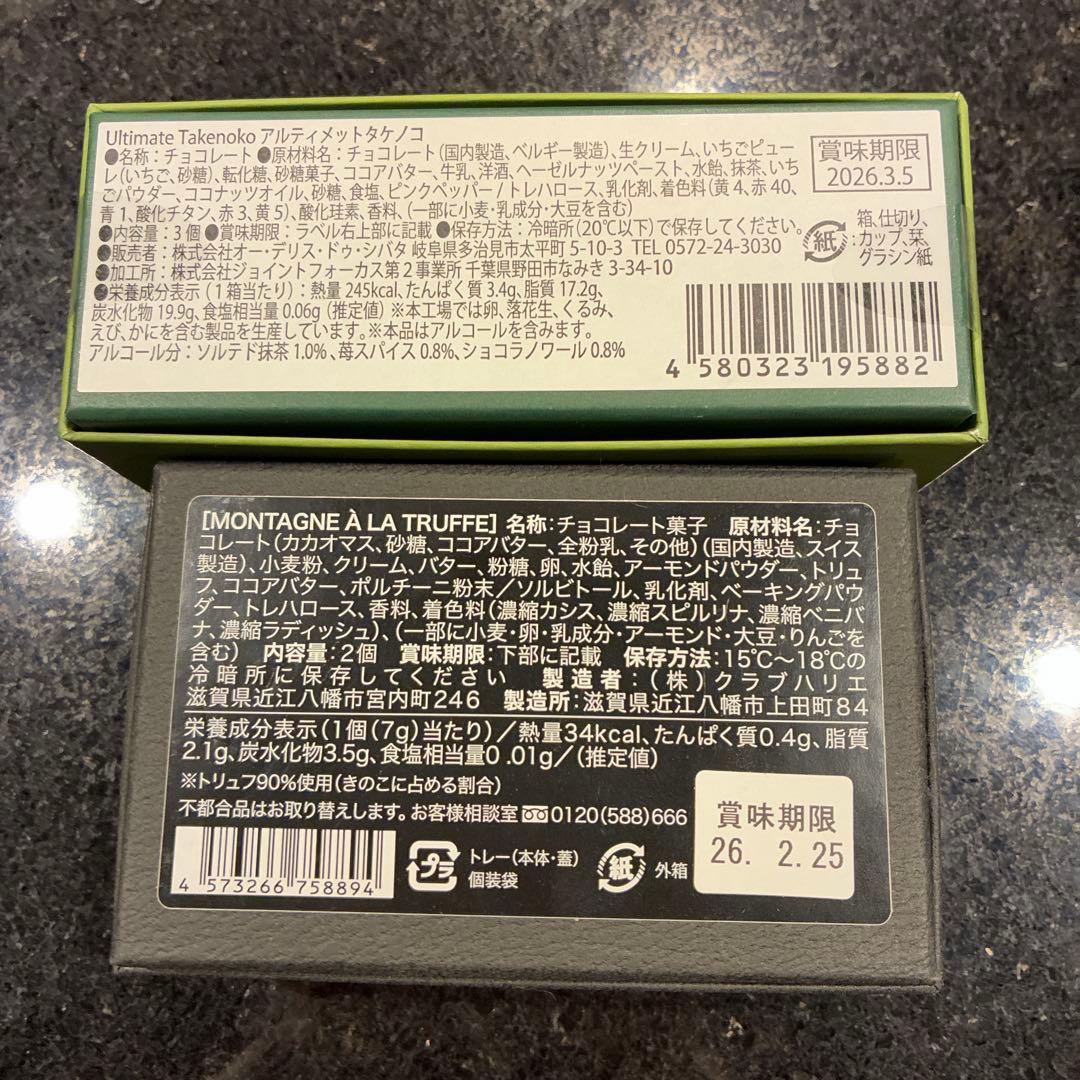 Ultimate Takenoko アルティメットタケノコ
●名称：チョコレート ●原材料名：チョコレート（国内製造、ベルギー製造）、生クリーム、いちごピュー
レ（いちご、砂糖）、転化糖、砂糖菓子、ココアバター、牛乳、洋酒、ヘーゼルナッツペースト、水飴、抹茶、いち
ごパウダー、ココナッツオイル、砂糖、食塩、ピンクペッパー / トレハロース、乳化剤、着色料（黄 4、赤 40、
青 1、酸化チタン、赤 3、黄 5）、酸化珪素、香料、（一部に小麦・乳成分・大豆を含む）
●内容量：3 個 ●賞味期限：ラベル右上部に記載 ●保存方法：冷暗所（20℃以下）で保存してください。
●販売者：株式会社オー・デリス・ドゥ・シバタ 岐阜県多治見市太平町 5-10-3 TEL 0572-24-3030
●加工所：株式会社ジョイントフォーカス第 2 事業所 千葉県野田市なみき 3-34-10
●栄養成分表示（1 箱当たり）：熱量 245kcal、たんぱく質 3.4g、脂質 17.2g、
炭水化物 19.9g、食塩相当量 0.06g（推定値）※本工場では卵、落花生、くるみ、
えび、かにを含む製品を生産しています。※本品はアルコールを含みます。
アルコール分：ソルテド抹茶 1.0%、苺スパイス 0.8%、ショコラノワール 0.8%
賞味期限
2026.3.5
紙
箱、仕切り、
カップ、栞、
グラシン紙
4 580323 195882
[MONTAGNE À LA TRUFFE] 名称：チョコレート菓子 原材料名：チョ
コレート（カカオマス、砂糖、ココアバター、全粉乳、その他）（国内製造、スイス
製造）、小麦粉、クリーム、バター、粉糖、卵、水飴、アーモンドパウダー、トリュ
フ、ココアバター、ポルチーニ粉末／ソルビトール、乳化剤、ベーキングパウ
ダー、トレハロース、香料、着色料（濃縮カシス、濃縮スピルリナ、濃縮ベニバ
ナ、濃縮ラディッシュ）、（一部に小麦・卵・乳成分・アーモンド・大豆・りんごを
含む） 内容量：2個 賞味期限：下部に記載 保存方法：15℃〜18℃の
冷暗所に保存してください 製造者：（株）クラブハリエ
滋賀県近江八幡市宮内町246 製造所：滋賀県近江八幡市上田町84
栄養成分表示（1個（7g）当たり）／熱量34kcal、たんぱく質0.4g、脂質
2.1g、炭水化物3.5g、食塩相当量0.01g／（推定値）
※トリュフ90%使用（きのこに占める割合）
不都合品はお取り替えします。お客様相談室 0120(588)666
賞味期限
26. 2.25
4 573266 758894
プラ
トレー（本体・蓋）
個装袋
紙
外箱